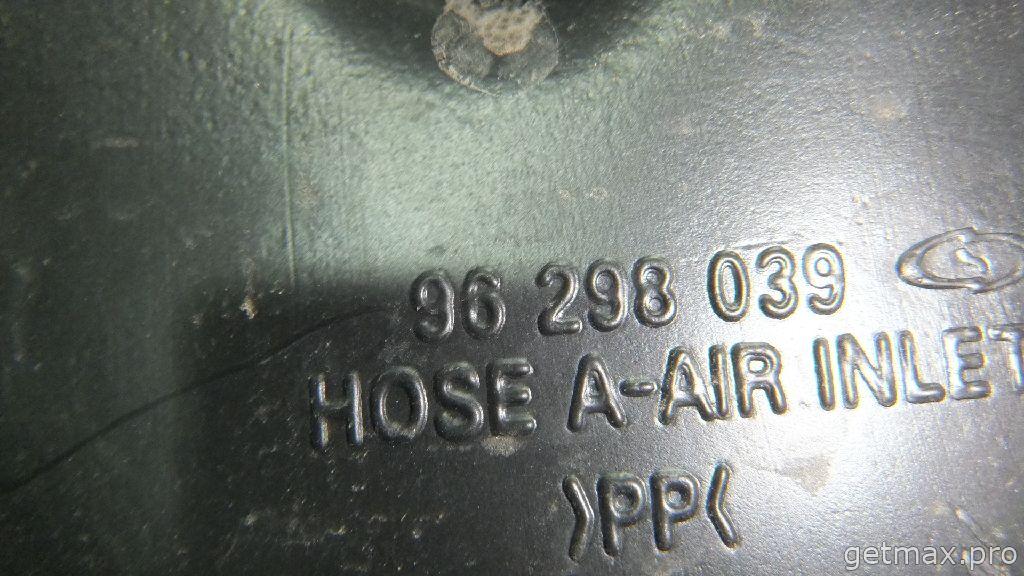 96 298 039
HOSE A-AIR INLET
>PP<
getmax.pro